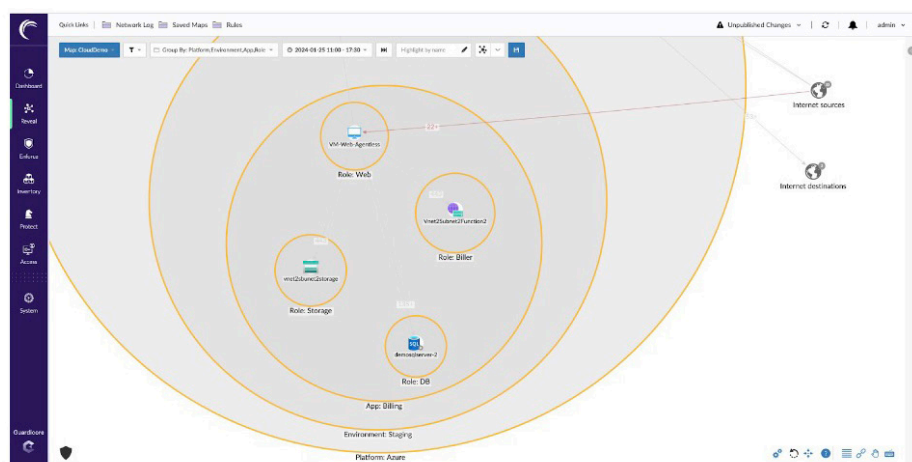 Quick Links Network Log Saved Maps Rules Unpublished Changes admin
Map: CloudDemo Group By: Platform,Environment,App,Role 2024-01-25 11:00 - 17:30 Highlight by name
Dashboard
Reveal
Enforce
Inventory
Protect
Access
System
Guardicore
Internet sources
Internet destinations
VM-Web-Agentless
Role: Web
Vnet2Subnet2Function2
Role: Biller
vnet2sbunet2storage
Role: Storage
SQL
demosqlserver-2
Role: DB
App: Billing
Environment: Staging
Platform: Azure